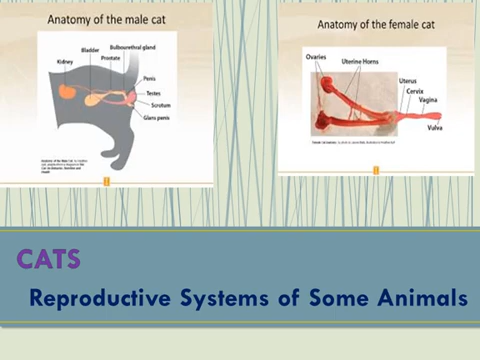 Anatomy of the male cat
Bulbourethral gland
Bladder
Prostate
Kidney
Penis
Testes
Scrotum
Glans penis
Anatomy of the female cat
Ovaries
Uterine Horns
Uterus
Cervix
Vagina
Vulva
CATS
Reproductive Systems of Some Animals